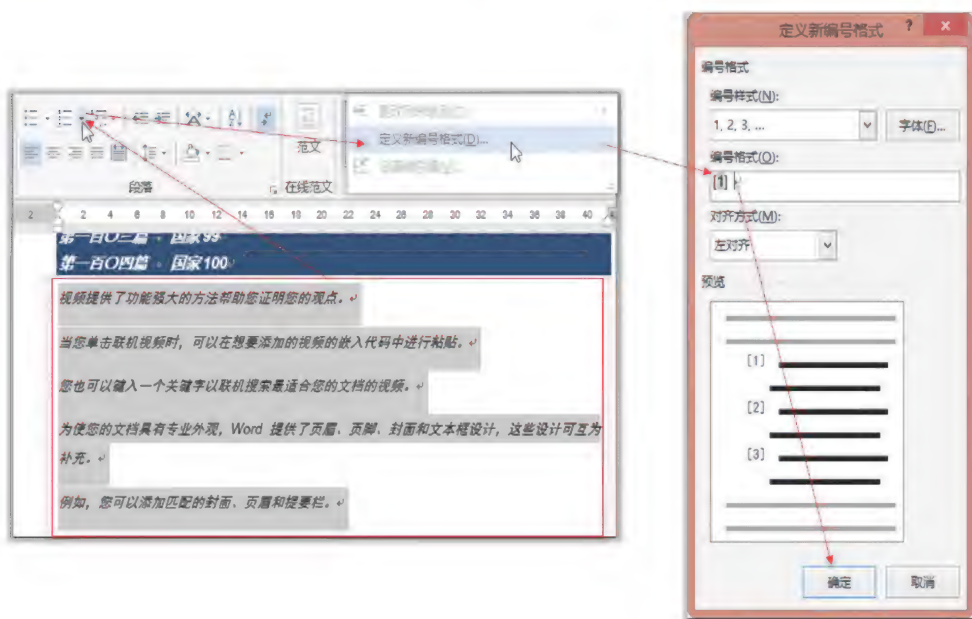 定义新编号格式 ? ×
编号格式
编号样式(N):
1, 2, 3, ...
字体(F)...
编号格式(O):
[1]
对齐方式(M):
左对齐
预览
[1]
[2]
[3]
确定
取消
定义新编号格式(D)...
范文
段落
在线范文
2 2 4 6 8 10 12 14 16 18 20 22 24 26 28 30 32 34 36 38 40
第一百〇三篇 - 国家99
第一百〇四篇 - 国家100
视频提供了功能强大的方法帮助您证明您的观点。
当您单击联机视频时，可以在想要添加的视频的嵌入代码中进行粘贴。
您也可以键入一个关键字以联机搜索最适合您的文档的视频。
为使您的文档具有专业外观，Word 提供了页眉、页脚、封面和文本框设计，这些设计可互为
补充。
例如，您可以添加匹配的封面、页眉和提要栏。